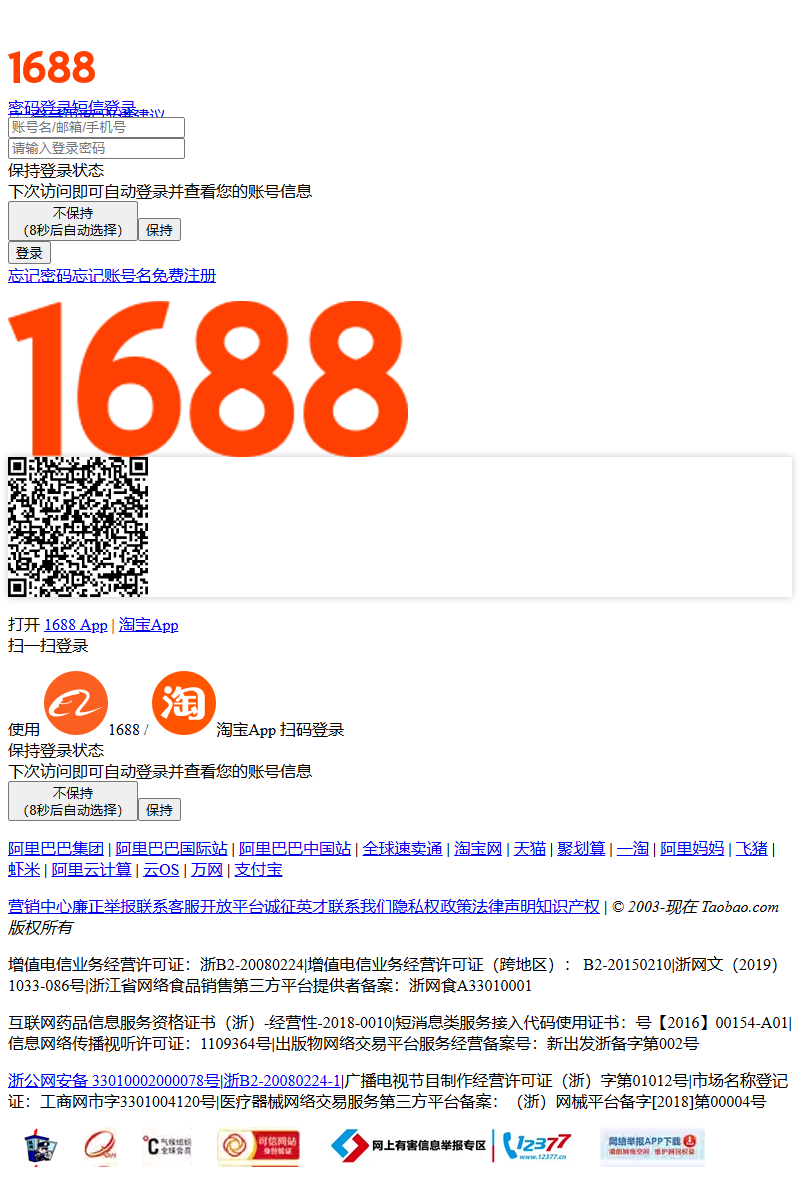 1688
密码登录短信登录
账号名/邮箱/手机号
请输入登录密码
保持登录状态
下次访问即可自动登录并查看您的账号信息
不保持
（8秒后自动选择）
保持
登录
忘记密码忘记账号名免费注册
1688
打开 1688 App | 淘宝App
扫一扫登录
使用 1688 / 淘 淘宝App 扫码登录
保持登录状态
下次访问即可自动登录并查看您的账号信息
不保持
（8秒后自动选择）
保持
阿里巴巴集团 | 阿里巴巴国际站 | 阿里巴巴中国站 | 全球速卖通 | 淘宝网 | 天猫 | 聚划算 | 一淘 | 阿里妈妈 | 飞猪 |
虾米 | 阿里云计算 | 云OS | 万网 | 支付宝
营销中心廉正举报联系客服开放平台诚征英才联系我们隐私权政策法律声明知识产权 | © 2003-现在 Taobao.com
版权所有
增值电信业务经营许可证：浙B2-20080224|增值电信业务经营许可证（跨地区）： B2-20150210|浙网文（2019）
1033-086号|浙江省网络食品销售第三方平台提供者备案：浙网食A33010001
互联网药品信息服务资格证书（浙）-经营性-2018-0010|短消息类服务接入代码使用证书：号【2016】00154-A01|
信息网络传播视听许可证：1109364号|出版物网络交易平台服务经营备案号：新出发浙备字第002号
浙公网安备 33010002000078号|浙B2-20080224-1|广播电视节目制作经营许可证（浙）字第01012号|市场名称登记
证：工商网市字3301004120号|医疗器械网络交易服务第三方平台备案：（浙）网械平台备字[2018]第00004号
°C 气候组织 全球会员
可信网站 身份验证
网上有害信息举报专区
12377
www.12377.cn
网络举报APP下载